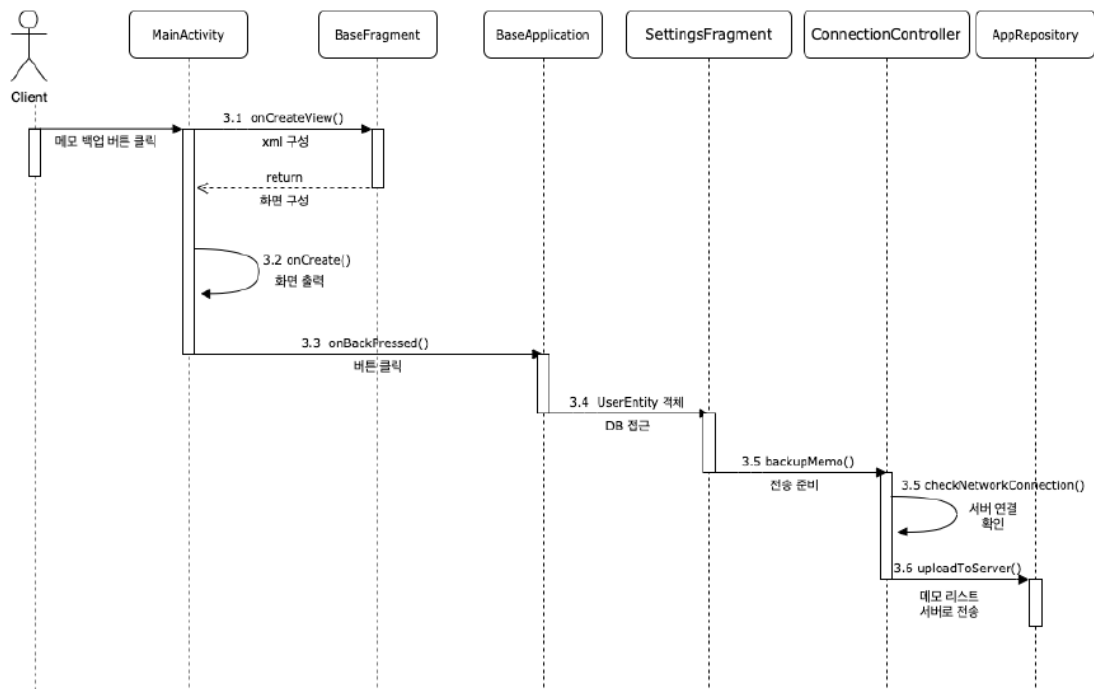 MainActivity
BaseFragment
BaseApplication
SettingsFragment
ConnectionController
AppRepository
Client
메모 백업 버튼 클릭
3.1 onCreateView()
xml 구성
return
화면 구성
3.2 onCreate()
화면 출력
3.3 onBackPressed()
버튼 클릭
3.4 UserEntity 객체
DB 접근
3.5 backupMemo()
전송 준비
3.5 checkNetworkConnection()
서버 연결
확인
3.6 uploadToServer()
메모 리스트
서버로 전송